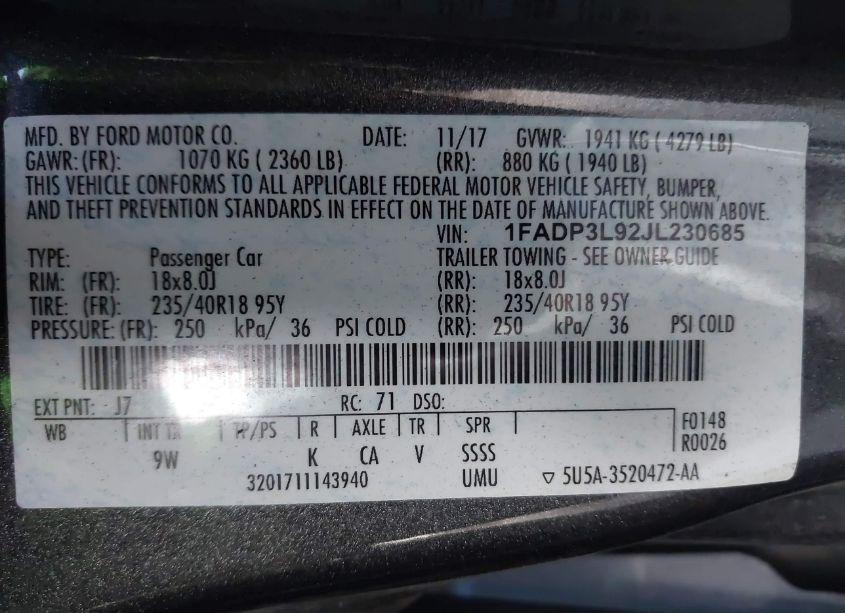 MFD. BY FORD MOTOR CO. DATE: 11/17 GVWR: 1941 KG ( 4279 LB)
GAWR: (FR): 1070 KG ( 2360 LB) (RR): 880 KG ( 1940 LB)
THIS VEHICLE CONFORMS TO ALL APPLICABLE FEDERAL MOTOR VEHICLE SAFETY, BUMPER,
AND THEFT PREVENTION STANDARDS IN EFFECT ON THE DATE OF MANUFACTURE SHOWN ABOVE.
VIN: 1FADP3L92JL230685
TYPE: Passenger Car TRAILER TOWING - SEE OWNER GUIDE
RIM: (FR): 18x8.0J (RR): 18x8.0J
TIRE: (FR): 235/40R18 95Y (RR): 235/40R18 95Y
PRESSURE: (FR): 250 kPa/ 36 PSI COLD (RR): 250 kPa/ 36 PSI COLD
EXT PNT: J7 RC: 71 DSO:
WB INT TR TP/PS R AXLE TR SPR F0148
9W K CA V SSSS R0026
3201711143940 UMU ▽ 5U5A-3520472-AA